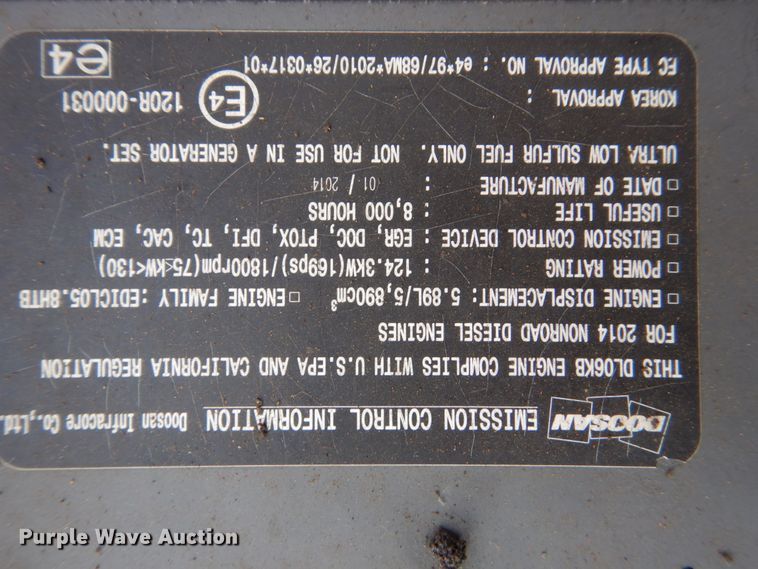 DOOSAN EMISSION CONTROL INFORMATION Doosan Infracore Co.,Ltd.
THIS DL06KB ENGINE COMPLIES WITH U.S.EPA AND CALIFORNIA REGULATION
FOR 2014 NONROAD DIESEL ENGINES
□ ENGINE DISPLACEMENT: 5.89L/5,890cm³ □ ENGINE FAMILY :EDICL05.8HTB
□ POWER RATING : 124.3kW(169ps)/1800rpm(75≤kW<130)
□ EMISSION CONTROL DEVICE : EGR, DOC, PTOX, DFI, TC, CAC, ECM
□ USEFUL LIFE : 8,000 HOURS
□ DATE OF MANUFACTURE : 01 / 2014
ULTRA LOW SULFUR FUEL ONLY. NOT FOR USE IN A GENERATOR SET.
KOREA APPROVAL : E4 120R-000031
EC TYPE APPROVAL NO. : e4*97/68MA*2010/26*0317*01 e4
Purple Wave Auction